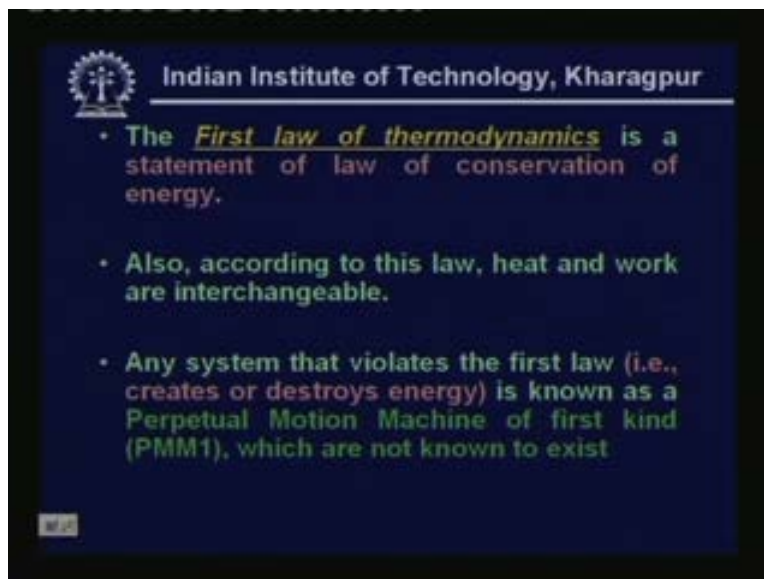 Indian Institute of Technology, Kharagpur
• The First law of thermodynamics is a
statement of law of conservation of
energy.
• Also, according to this law, heat and work
are interchangeable.
• Any system that violates the first law (i.e.,
creates or destroys energy) is known as a
Perpetual Motion Machine of first kind
(PMM1), which are not known to exist